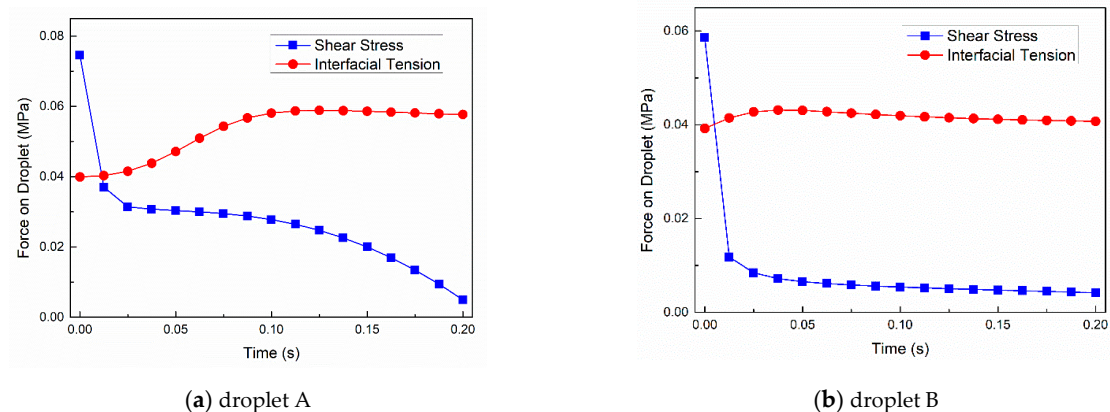 0.08
0.06
0.04
0.02
0.00
Force on Droplet (MPa)
Shear Stress
Interfacial Tension
0.00 0.05 0.10 0.15 0.20
Time (s)
(a) droplet A
0.06
0.04
0.02
0.00
Force on Droplet (MPa)
Shear Stress
Interfacial Tension
0.00 0.05 0.10 0.15 0.20
Time (s)
(b) droplet B